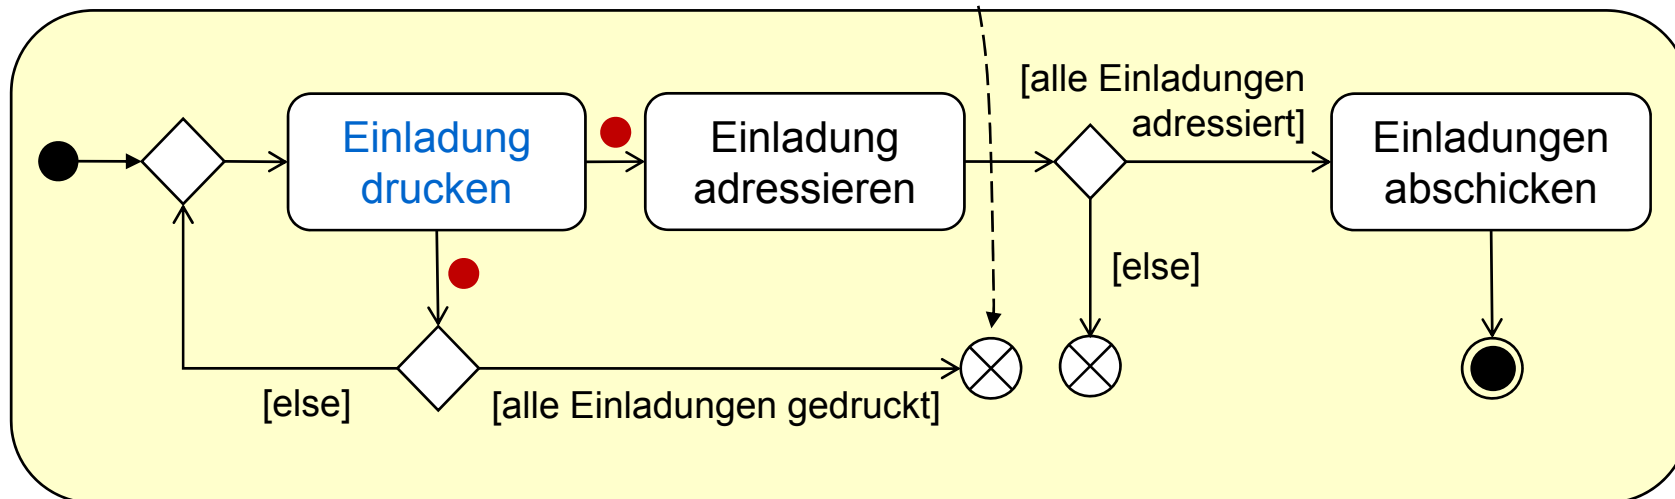 [alle Einladungen
adressiert]
Einladung
drucken
Einladung
adressieren
Einladungen
abschicken
[else]
[else]
[alle Einladungen gedruckt]